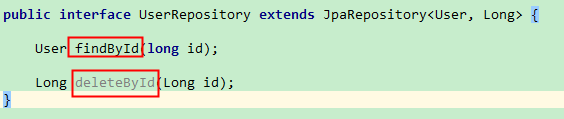 public interface UserRepository extends JpaRepository<User, Long> {
User findById(long id);
Long deleteById(Long id);
}